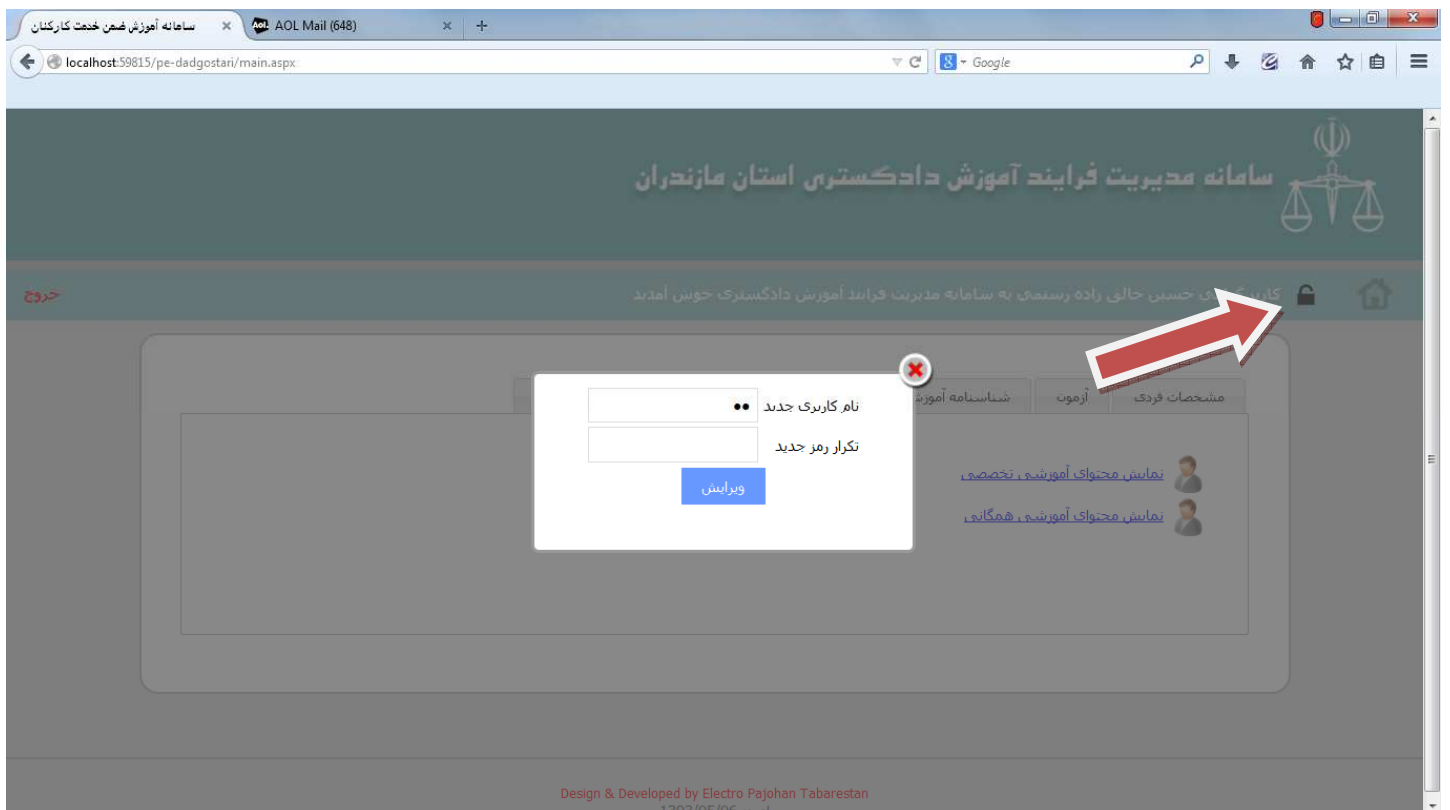 سامانه آموزش ضمن خدمت کارکنان
AOL Mail (648)
localhost:59815/pe-dadgostari/main.aspx
Google
سامانه مدیریت فرایند آموزش دادگستری استان مازندران
حسین خالق زاده رستمی به سامانه مدیریت فرایند آموزش دادگستری خوش آمدید
خروج
مشخصات فردی
آزمون
شناسنامه
نام کاربری جدید
تکرار رمز جدید
ویرایش
نمایش محتوای آموزشی تخصصی
نمایش محتوای آموزشی همگانی
Design & Developed by Electro Pajohan Tabarestan